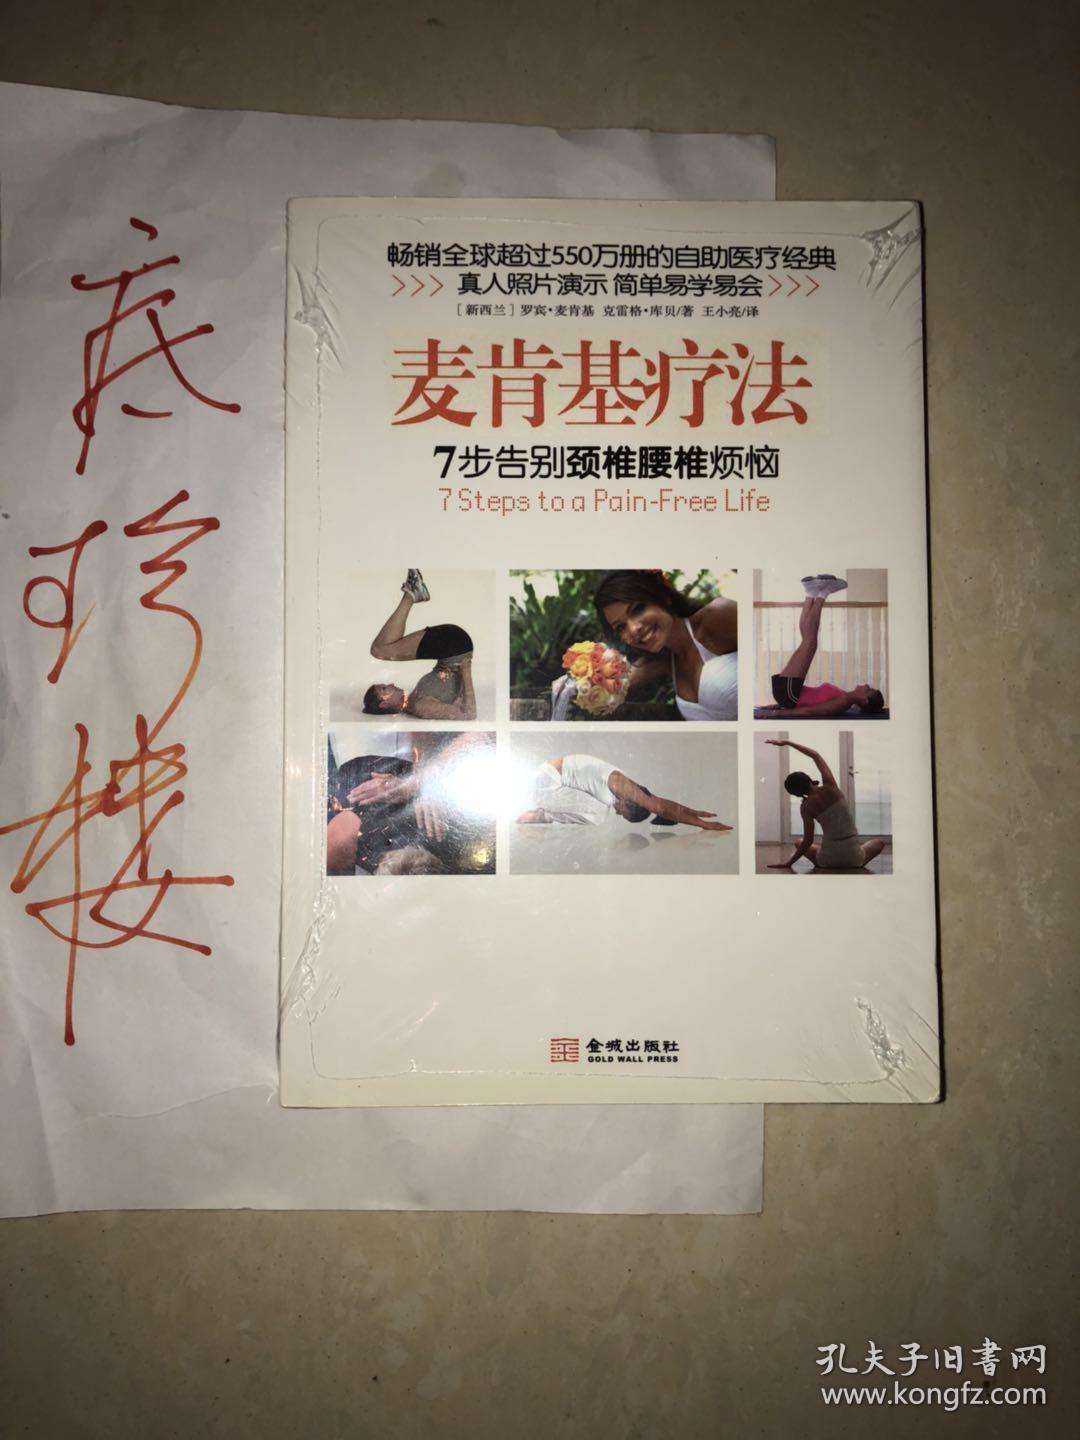 畅销全球超过550万册的自助医疗经典
>>> 真人照片演示 简单易学易会 >>>
［新西兰］罗宾·麦肯基 克雷格·库贝/著 王小亮/译
麦肯基疗法
7步告别颈椎腰椎烦恼
7 Steps to a Pain-Free Life
金城出版社
GOLD WALL PRESS
珍
楼
孔夫子旧書网
www.kongfz.com